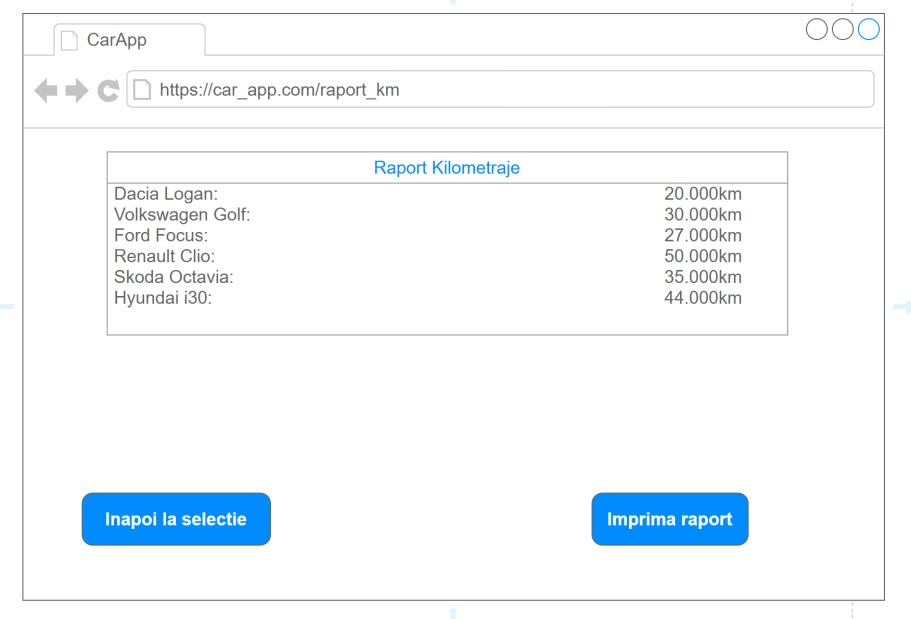 CarApp
https://car_app.com/raport_km
Raport Kilometraje
Dacia Logan: 20.000km
Volkswagen Golf: 30.000km
Ford Focus: 27.000km
Renault Clio: 50.000km
Skoda Octavia: 35.000km
Hyundai i30: 44.000km
Inapoi la selectie
Imprima raport